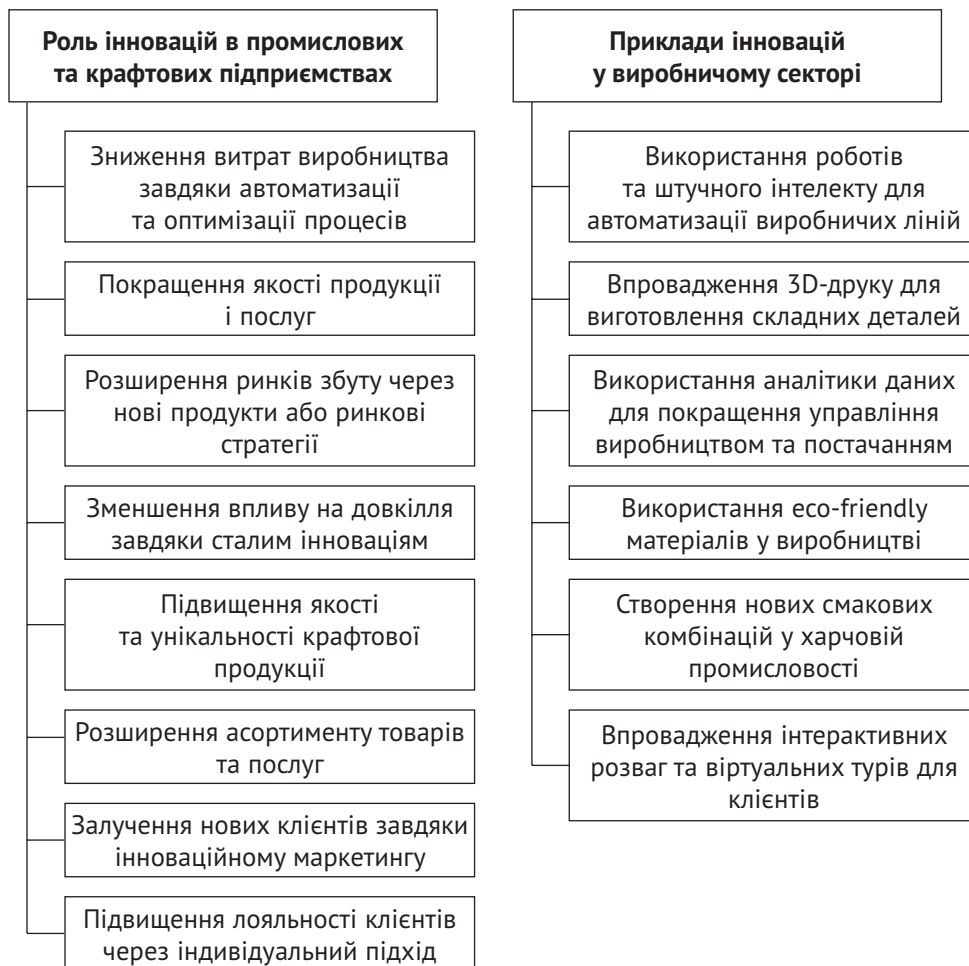 Роль інновацій в промислових
та крафтових підприємствах
Зниження витрат виробництва
завдяки автоматизації
та оптимізації процесів
Покращення якості продукції
і послуг
Розширення ринків збуту через
нові продукти або ринкові
стратегії
Зменшення впливу на довкілля
завдяки сталим інноваціям
Підвищення якості
та унікальності крафтової
продукції
Розширення асортименту товарів
та послуг
Залучення нових клієнтів завдяки
інноваційному маркетингу
Підвищення лояльності клієнтів
через індивідуальний підхід
Приклади інновацій
у виробничому секторі
Використання роботів
та штучного інтелекту для
автоматизації виробничих ліній
Впровадження 3D-друку для
виготовлення складних деталей
Використання аналітики даних
для покращення управління
виробництвом та постачанням
Використання eco-friendly
матеріалів у виробництві
Створення нових смакових
комбінацій у харчовій
промисловості
Впровадження інтерактивних
розваг та віртуальних турів для
клієнтів